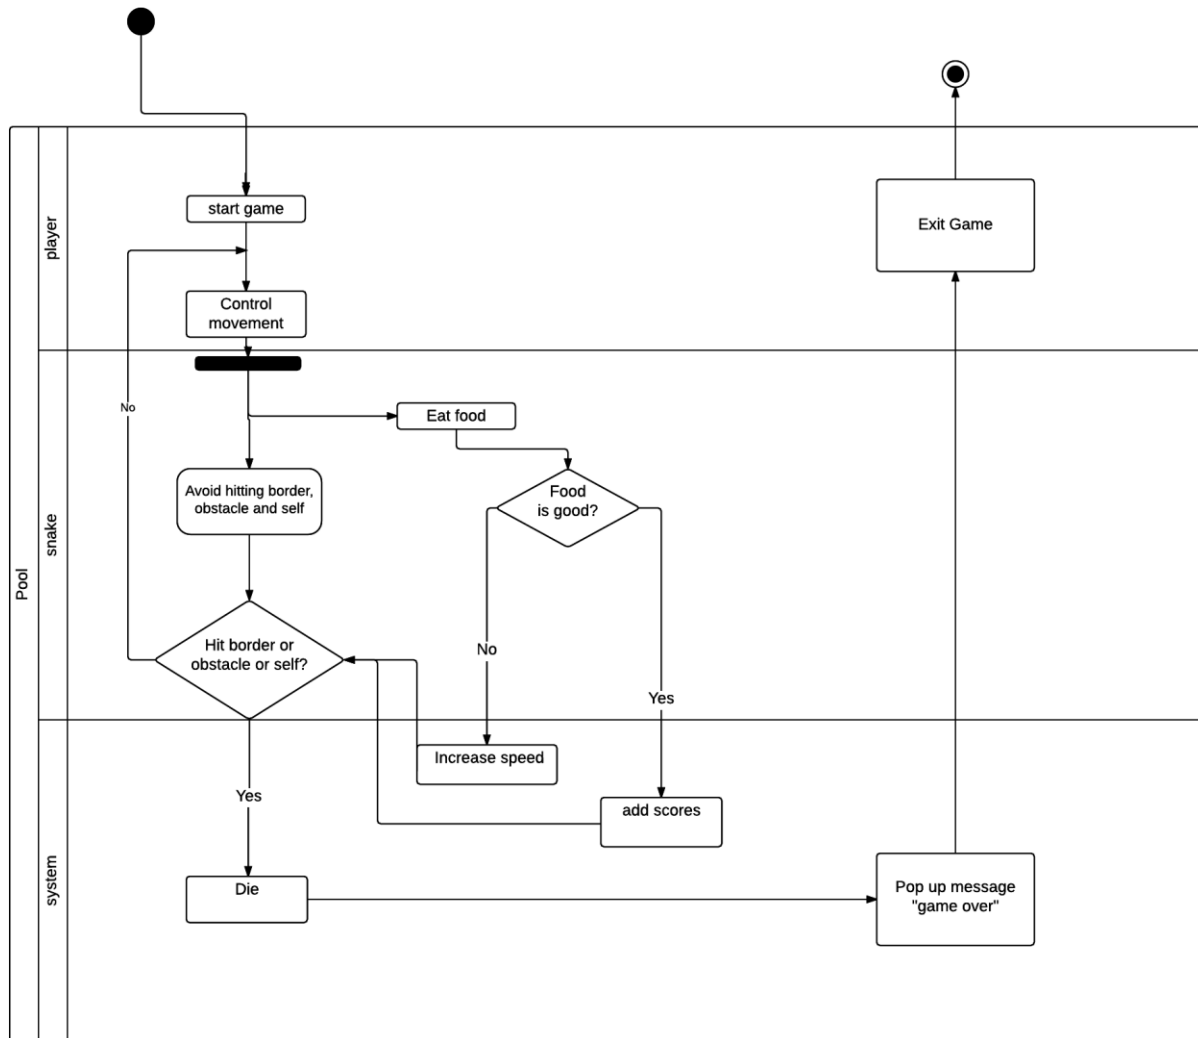 start game
Control
movement
Exit Game
player
No
Eat food
Avoid hitting border,
obstacle and self
Food
is good?
snake
Pool
Hit border or
obstacle or self?
No
Yes
Increase speed
add scores
Yes
Die
Pop up message
"game over"
system